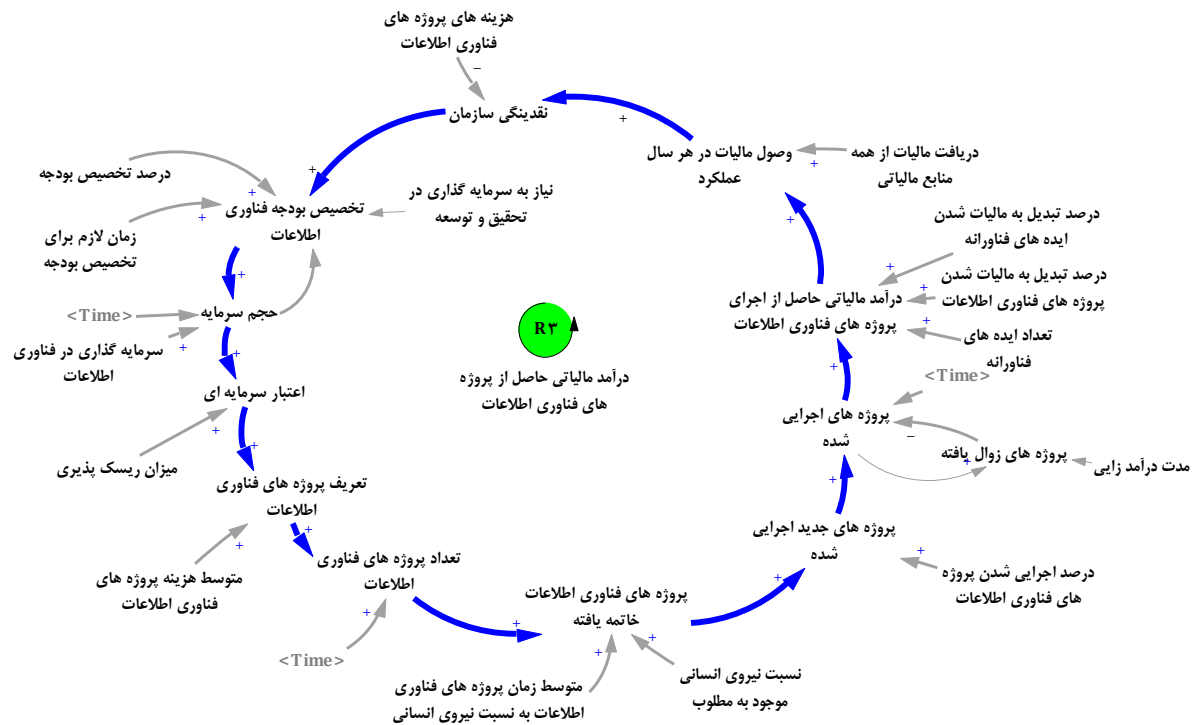 هزینه های پروژه های
فناوری اطلاعات
–
نقدینگی سازمان
+
+
وصول مالیات در هر سال
عملکرد
دریافت مالیات از همه
منابع مالیاتی
+
درصد تخصیص بودجه
+
تخصیص بودجه فناوری
اطلاعات
نیاز به سرمایه گذاری در
تحقیق و توسعه
زمان لازم برای
تخصیص بودجه
+
+
درصد تبدیل به مالیات شدن
ایده های فناورانه
+
درصد تبدیل به مالیات شدن
پروژه های فناوری اطلاعات
+
درآمد مالیاتی حاصل از اجرای
پروژه های فناوری اطلاعات
تعداد ایده های
فناورانه
+
+
<Time>
حجم سرمایه
سرمایه گذاری در فناوری
اطلاعات
+
+
R۳
درآمد مالیاتی حاصل از پروژه
های فناوری اطلاعات
<Time>
+
اعتبار سرمایه ای
پروژه های اجرایی
شده
–
میزان ریسک پذیری
+
+
پروژه های زوال یافته
+
مدت درآمد زایی
تعریف پروژه های فناوری
اطلاعات
+
+
پروژه های جدید اجرایی
شده
متوسط هزینه پروژه های
فناوری اطلاعات
+
تعداد پروژه های فناوری
اطلاعات
+
+
درصد اجرایی شدن پروژه
های فناوری اطلاعات
+
پروژه های فناوری اطلاعات
خاتمه یافته
+
<Time>
+
+
متوسط زمان پروژه های فناوری
اطلاعات به نسبت نیروی انسانی
+
نسبت نیروی انسانی
موجود به مطلوب